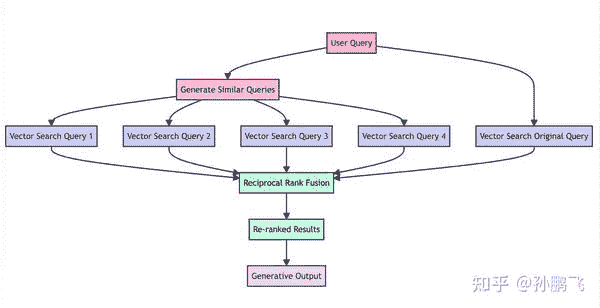 User Query
Generate Similar Queries
Vector Search Query 1
Vector Search Query 2
Vector Search Query 3
Vector Search Query 4
Vector Search Original Query
Reciprocal Rank Fusion
Re-ranked Results
Generative Output
知乎 @孙鹏飞